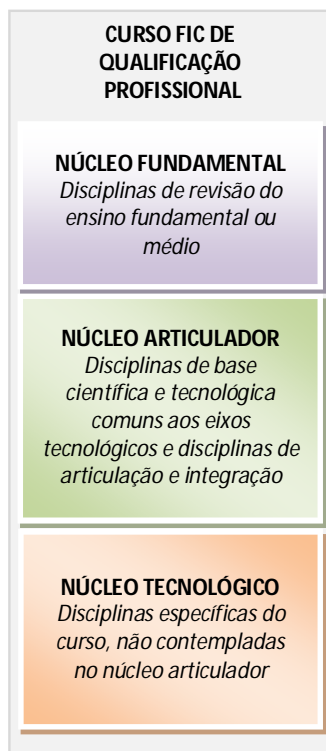 CURSO FIC DE
QUALIFICAÇÃO
PROFISSIONAL
NÚCLEO FUNDAMENTAL
Disciplinas de revisão do
ensino fundamental ou
médio
NÚCLEO ARTICULADOR
Disciplinas de base
científica e tecnológica
comuns aos eixos
tecnológicos e disciplinas de
articulação e integração
NÚCLEO TECNOLÓGICO
Disciplinas específicas do
curso, não contempladas
no núcleo articulador